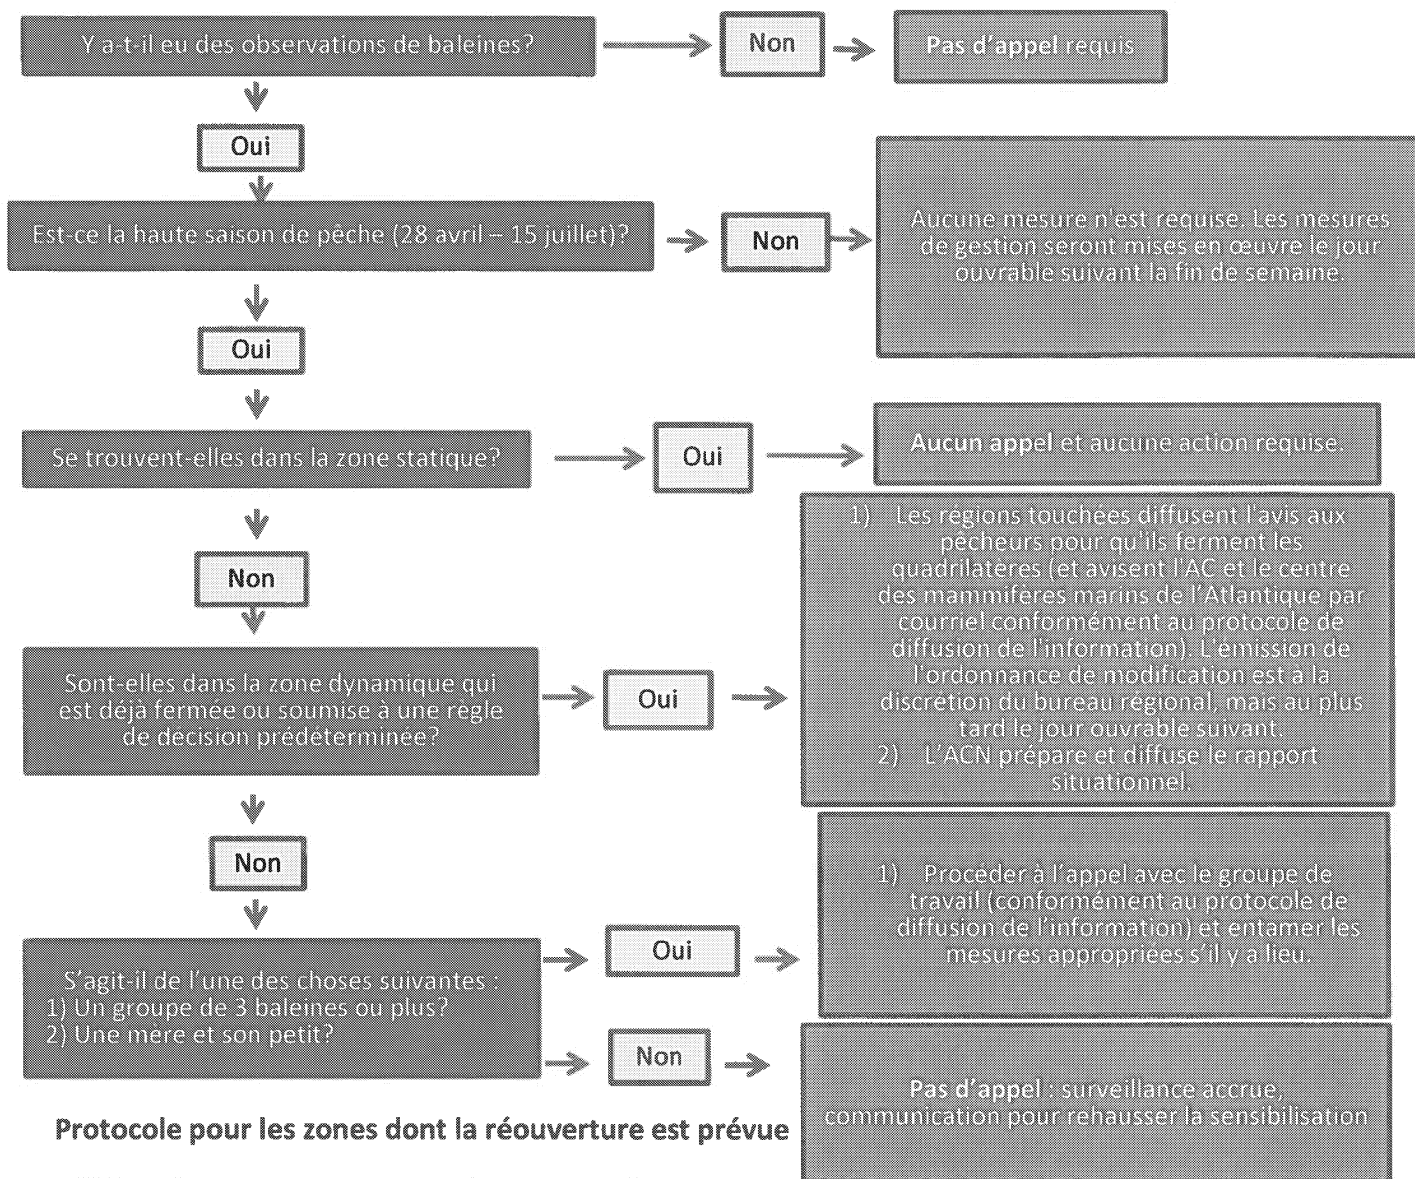 Y a-t-il eu des observations de baleines?
Non
Pas d'appel requis
Oui
Est-ce la haute saison de pêche (28 avril – 15 juillet)?
Non
Aucune mesure n'est requise. Les mesures
de gestion seront mises en œuvre le jour
ouvrable suivant la fin de semaine.
Oui
Se trouvent-elles dans la zone statique?
Oui
Aucun appel et aucune action requise.
Non
1) Les régions touchées diffusent l'avis aux
pêcheurs pour qu'ils ferment les
quadrilatères (et avisent l'AC et le centre
des mammifères marins de l'Atlantique par
courriel conformément au protocole de
diffusion de l'information). L'émission de
l'ordonnance de modification est à la
discrétion du bureau régional, mais au plus
tard le jour ouvrable suivant.
2) L'ACN prépare et diffuse le rapport
situationnel.
Sont-elles dans la zone dynamique qui
est déjà fermée ou soumise à une règle
de décision prédéterminée?
Oui
Non
1) Procéder à l'appel avec le groupe de
travail (conformément au protocole de
diffusion de l'information) et entamer les
mesures appropriées s'il y a lieu.
S'agit-il de l'une des choses suivantes :
1) Un groupe de 3 baleines ou plus?
2) Une mère et son petit?
Oui
Non
Pas d'appel : surveillance accrue,
communication pour rehausser la sensibilisation
Protocole pour les zones dont la réouverture est prévue